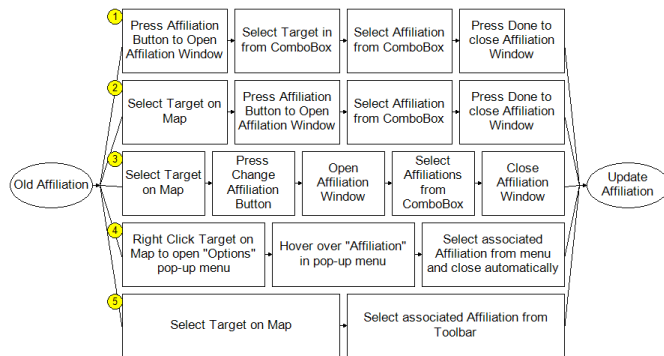 1
Press Affiliation
Button to Open
Affilation Window
Select Target in
from ComboBox
Select Affiliation
from ComboBox
Press Done to
close Affiliation
Window
2
Select Target on
Map
Press Affiliation
Button to Open
Affilation Window
Select Affiliation
from ComboBox
Press Done to
close Affiliation
Window
3
Select Target
on Map
Press
Change
Affiliation
Button
Open
Affiliation
Window
Select
Affiliations
from
ComboBox
Close
Affiliation
Window
Old Affiliation
Update
Affiliation
4
Right Click Target on
Map to open "Options"
pop-up menu
Hover over "Affiliation"
in pop-up menu
Select associated
Affiliation from menu
and close automatically
5
Select Target on Map
Select associated Affiliation from
Toolbar